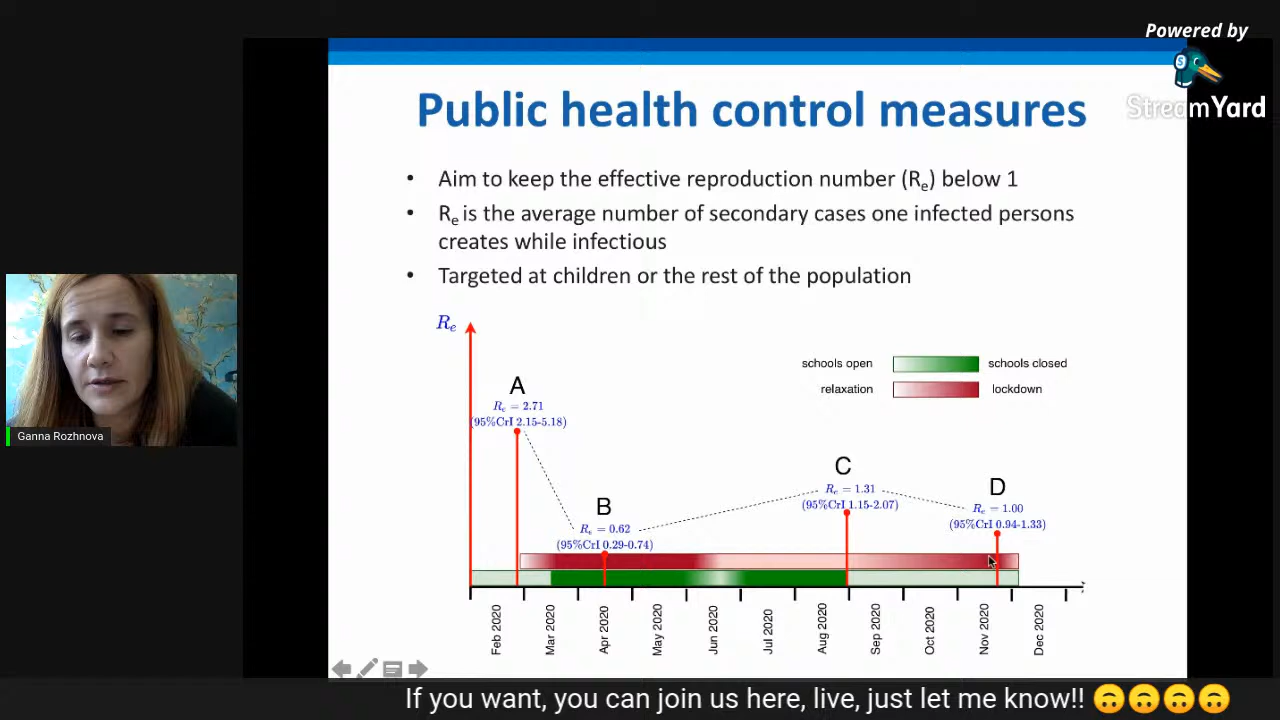 Powered by
StreamYard
Public health control measures
• Aim to keep the effective reproduction number (Re) below 1
• Re is the average number of secondary cases one infected persons
creates while infectious
• Targeted at children or the rest of the population
Re
schools open schools closed
relaxation lockdown
A
Re = 2.71
(95%CrI 2.15-5.18)
B
Re = 0.62
(95%CrI 0.29-0.74)
C
Re = 1.31
(95%CrI 1.15-2.07)
D
Re = 1.00
(95%CrI 0.94-1.33)
Feb 2020
Mar 2020
Apr 2020
May 2020
Jun 2020
Jul 2020
Aug 2020
Sep 2020
Oct 2020
Nov 2020
Dec 2020
Ganna Rozhnova
If you want, you can join us here, live, just let me know!! 🙃🙃🙃🙃